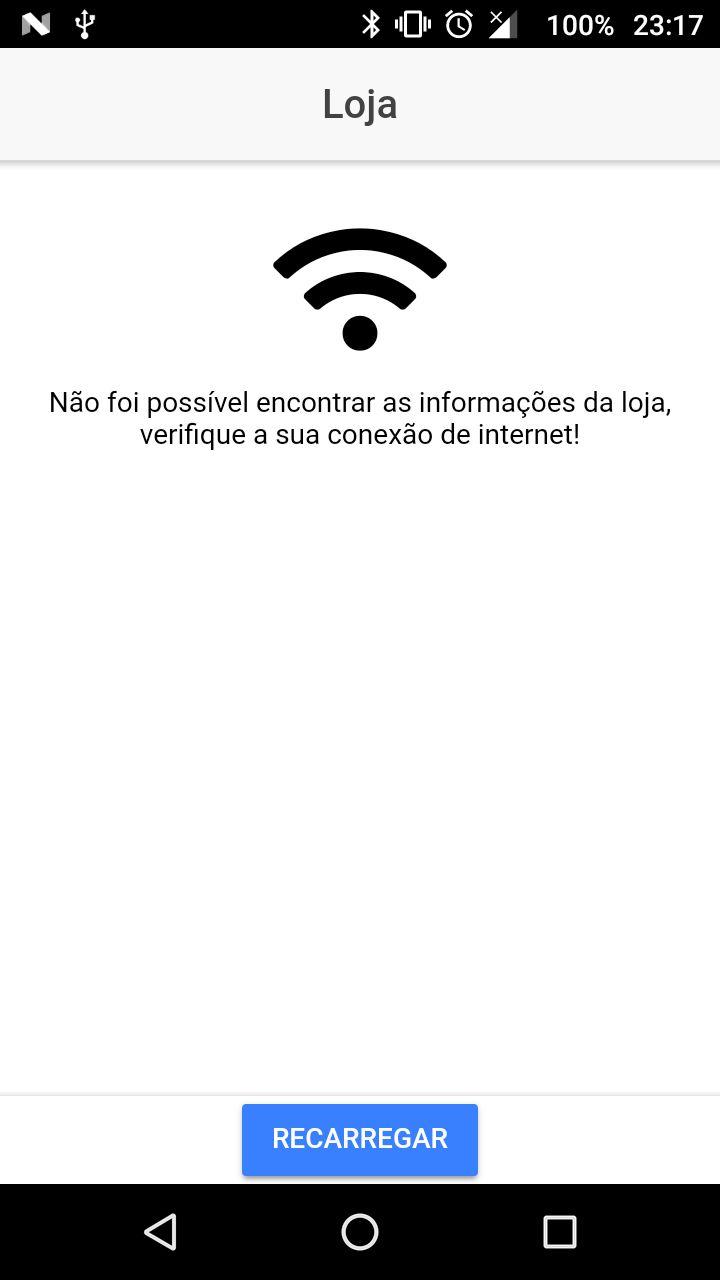 100% 23:17
Loja
Não foi possível encontrar as informações da loja,
verifique a sua conexão de internet!
RECARREGAR